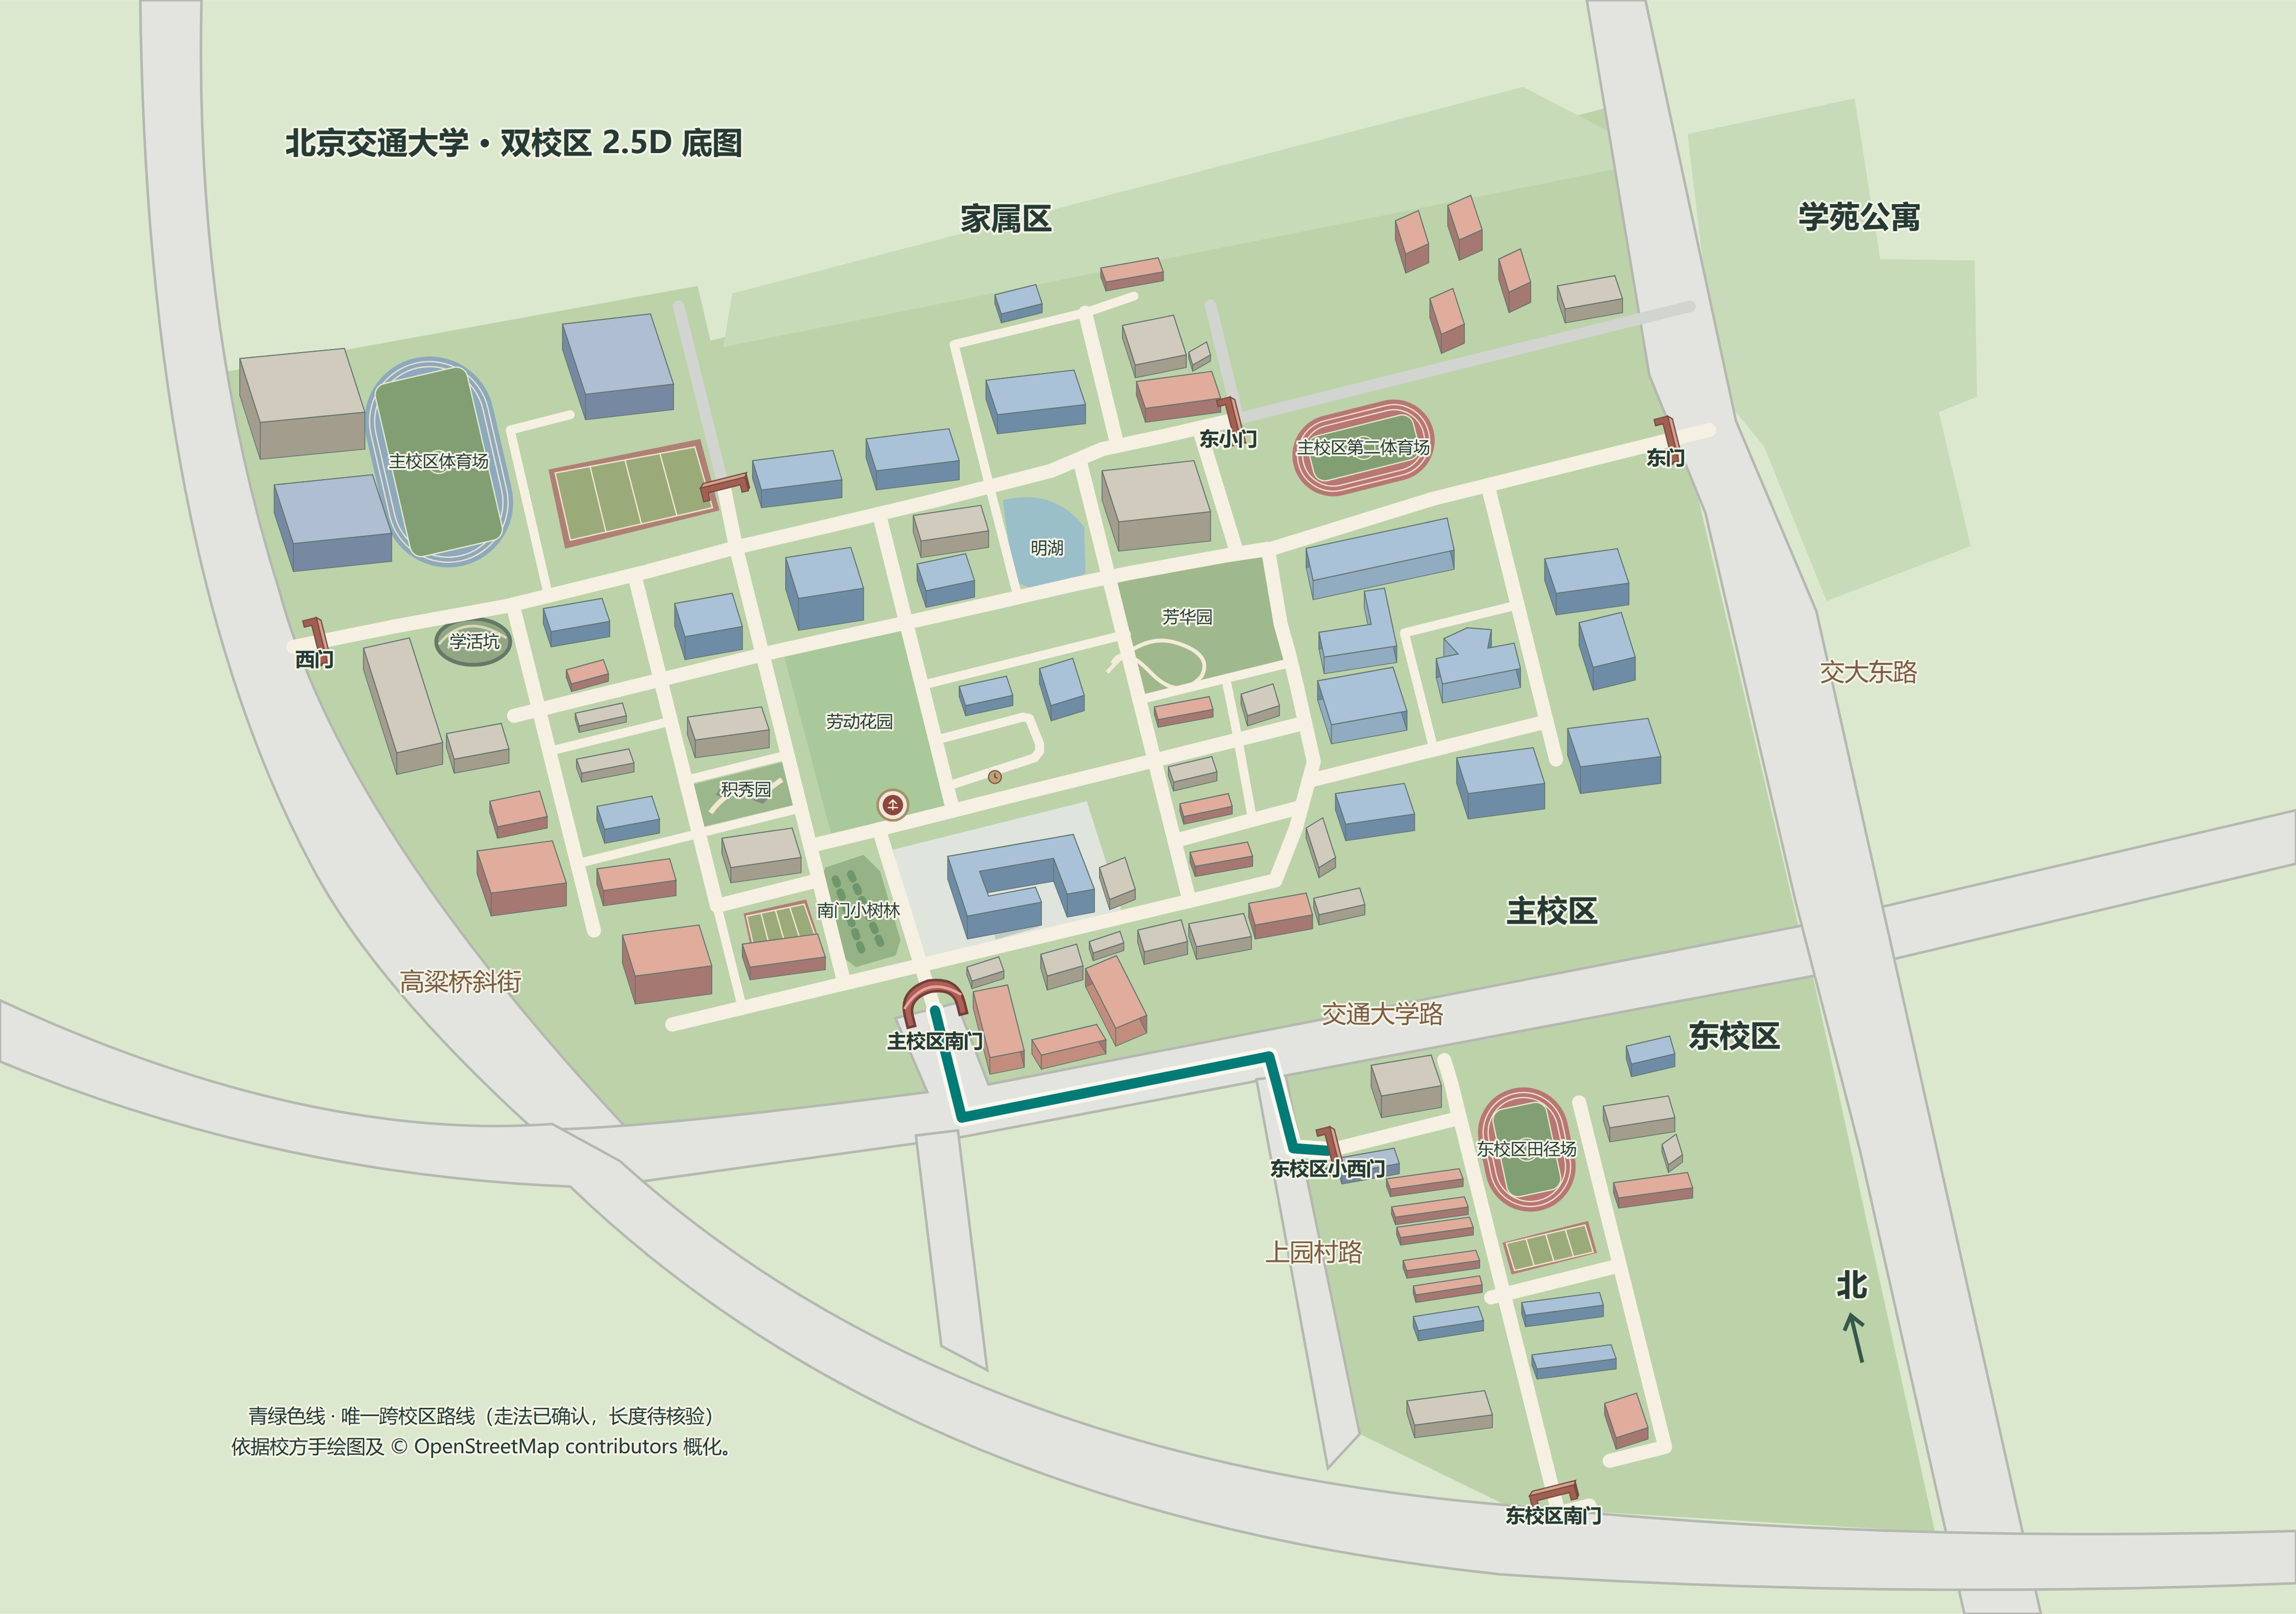 北京交通大学·双校区 2.5D 底图
家属区
学苑公寓
主校区体育场
东小门
主校区第二体育场
东门
明湖
芳华园
西门
学活坑
交大东路
劳动花园
积秀园
南门小树林
主校区
高粱桥斜街
交通大学路
东校区
主校区南门
东校区田径场
东校区小西门
上园村路
北
青绿色线·唯一跨校区路线（走法已确认，长度待核验）
依据校方手绘图及 © OpenStreetMap contributors 概化。
东校区南门